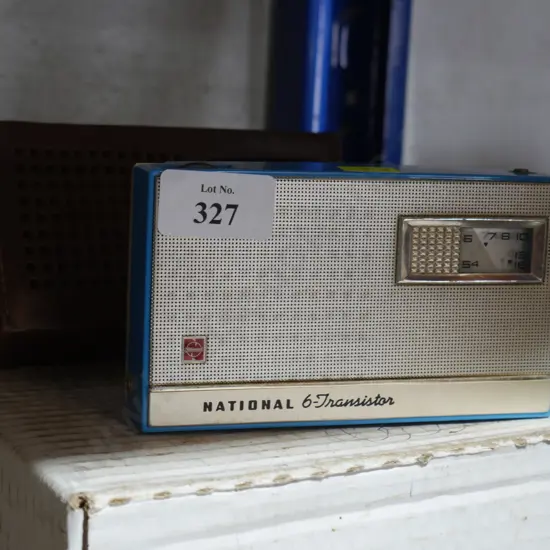 Lot No.
327
6 7 8 10
54
NATIONAL 6-Transistor